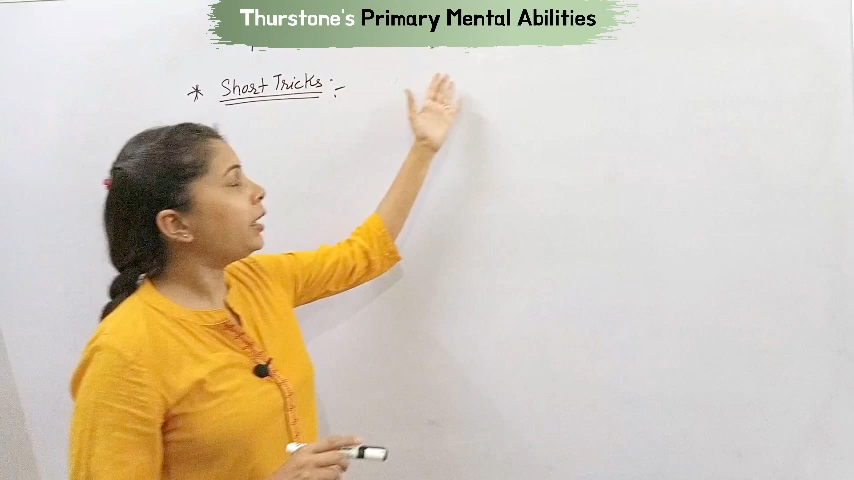 Thurstone's Primary Mental Abilities
* Short Tricks :-